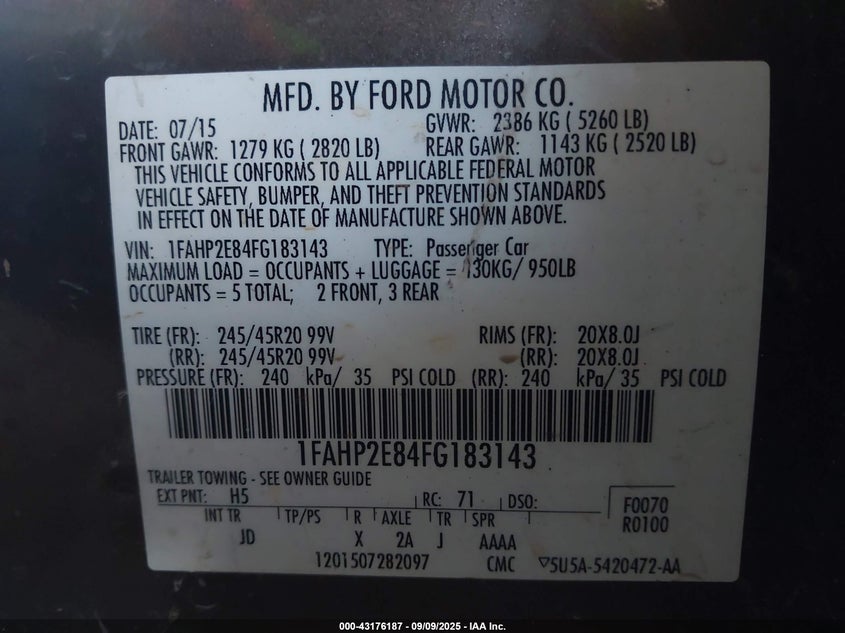 MFD. BY FORD MOTOR CO.
DATE: 07/15 GVWR: 2386 KG ( 5260 LB)
FRONT GAWR: 1279 KG ( 2820 LB) REAR GAWR: 1143 KG ( 2520 LB)
THIS VEHICLE CONFORMS TO ALL APPLICABLE FEDERAL MOTOR
VEHICLE SAFETY, BUMPER, AND THEFT PREVENTION STANDARDS
IN EFFECT ON THE DATE OF MANUFACTURE SHOWN ABOVE.
VIN: 1FAHP2E84FG183143 TYPE: Passenger Car
MAXIMUM LOAD = OCCUPANTS + LUGGAGE = 430KG/ 950LB
OCCUPANTS = 5 TOTAL; 2 FRONT, 3 REAR
TIRE (FR): 245/45R20 99V RIMS (FR): 20X8.0J
(RR): 245/45R20 99V (RR): 20X8.0J
PRESSURE (FR): 240 kPa/ 35 PSI COLD (RR): 240 kPa/ 35 PSI COLD
1FAHP2E84FG183143
TRAILER TOWING - SEE OWNER GUIDE
EXT PNT: H5 RC: 71 DSO: F0070
INT TR TP/PS R AXLE TR SPR R0100
JD X 2A J AAAA
1201507282097 CMC ▽5U5A-5420472-AA
000-43176187 - 09/09/2025 - IAA Inc.